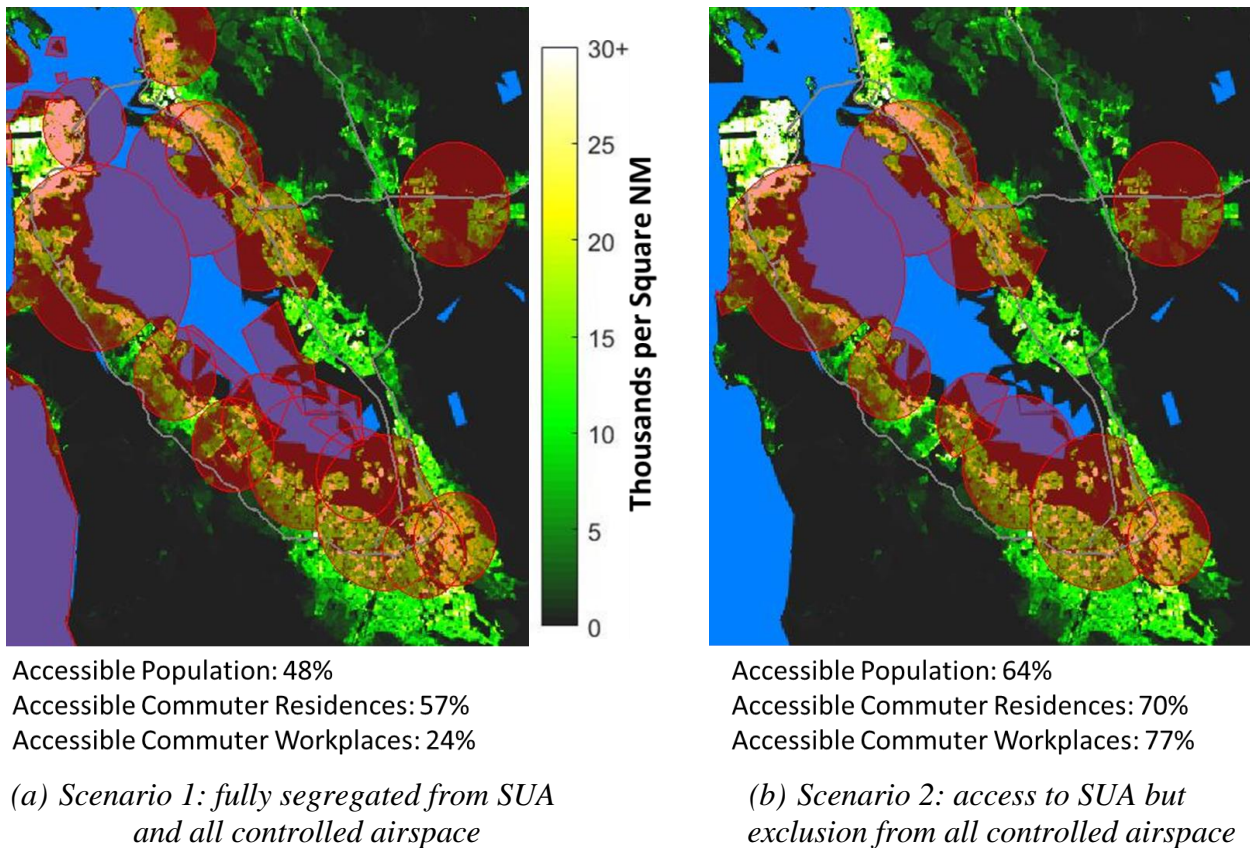 30+
25
20
15
10
5
0
Thousands per Square NM
Accessible Population: 48%
Accessible Commuter Residences: 57%
Accessible Commuter Workplaces: 24%
(a) Scenario 1: fully segregated from SUA
and all controlled airspace
Accessible Population: 64%
Accessible Commuter Residences: 70%
Accessible Commuter Workplaces: 77%
(b) Scenario 2: access to SUA but
exclusion from all controlled airspace